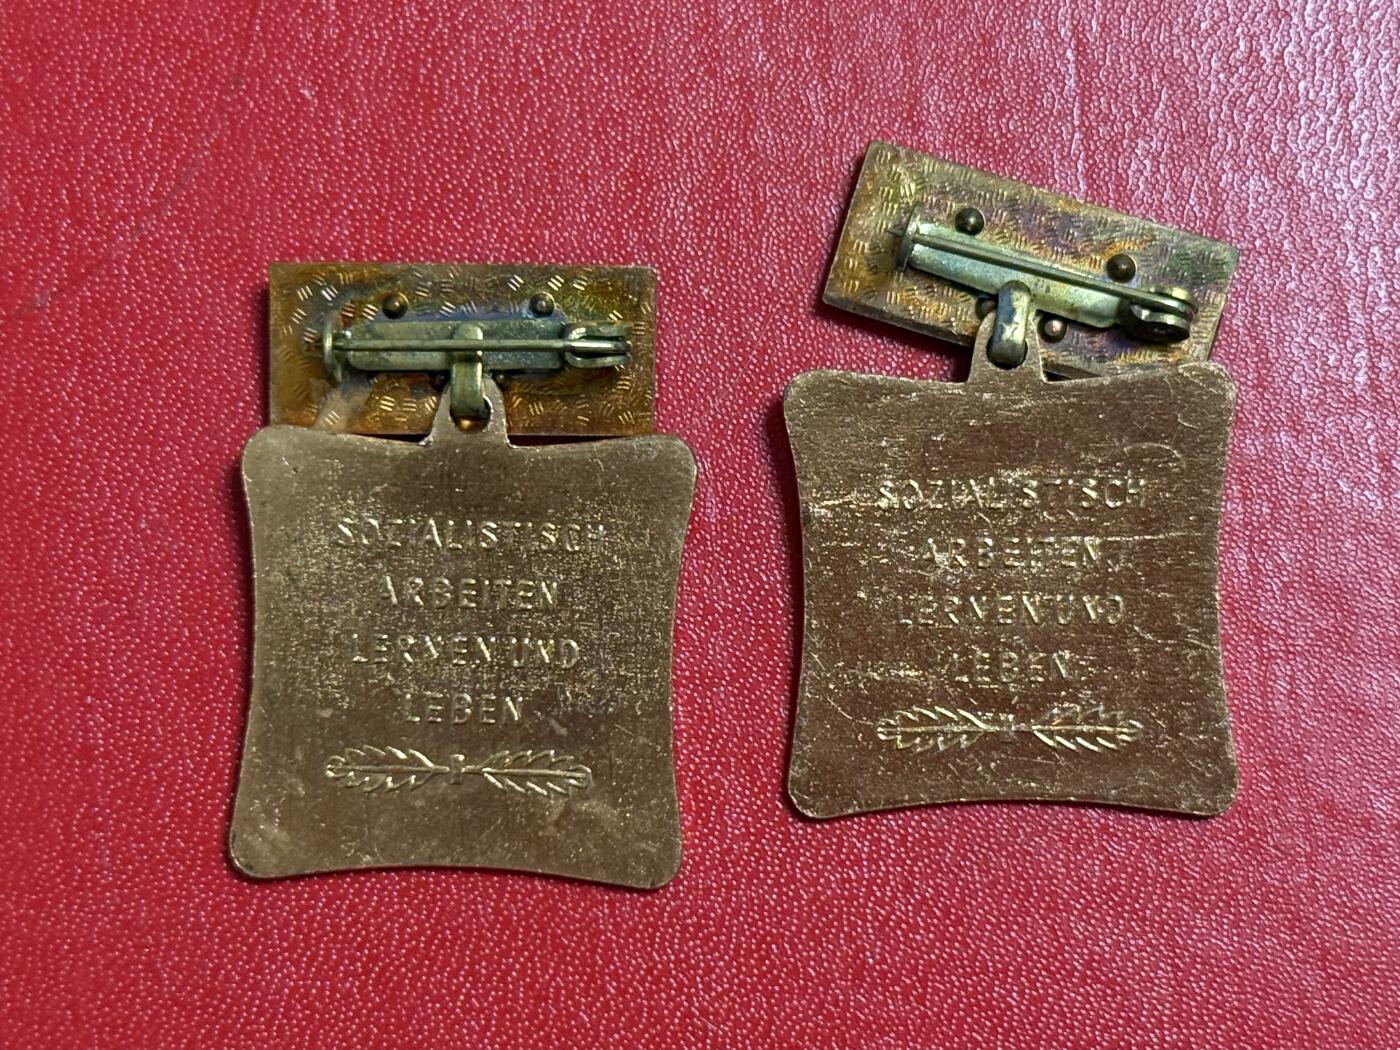 SOZIALISTISCH
ARBEITEN
LERNEN UND
LEBEN
SOZIALISTISCH
ARBEITEN,
LERNEN UND
LEBEN